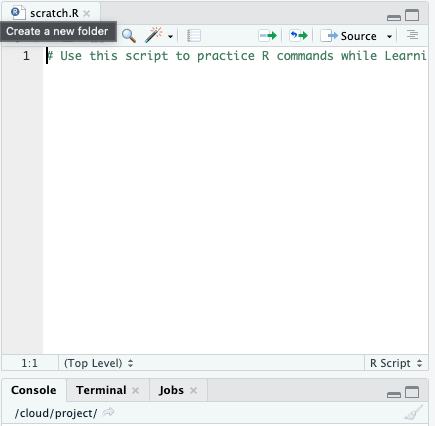 scratch.R
Create a new folder
Source
1 # Use this script to practice R commands while Learni
1:1 (Top Level) R Script
Console Terminal Jobs
/cloud/project/